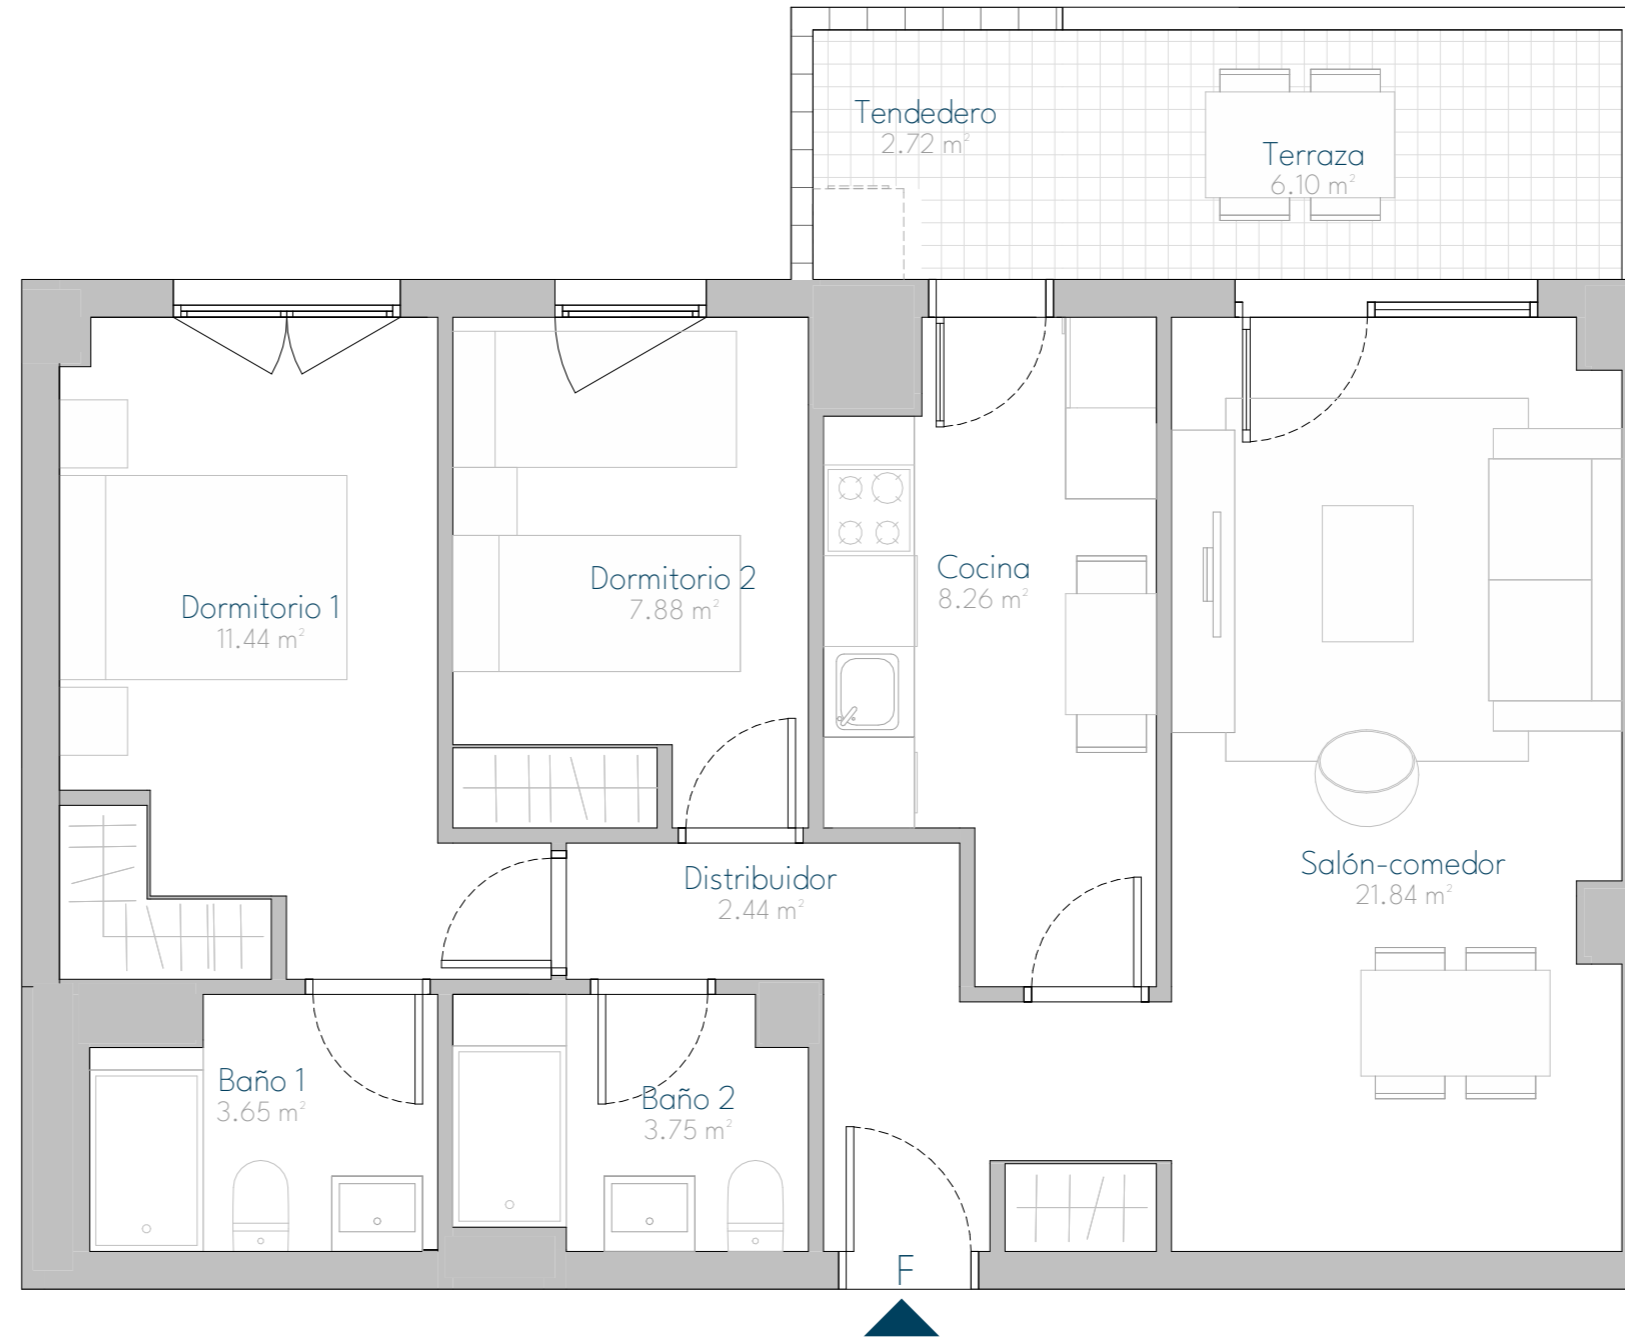 Tendedero
2.72 m²
Terraza
6.10 m²
Dormitorio 1
11.44 m²
Dormitorio 2
7.88 m²
Cocina
8.26 m²
Salón-comedor
21.84 m²
Distribuidor
2.44 m²
Baño 1
3.65 m²
Baño 2
3.75 m²
F